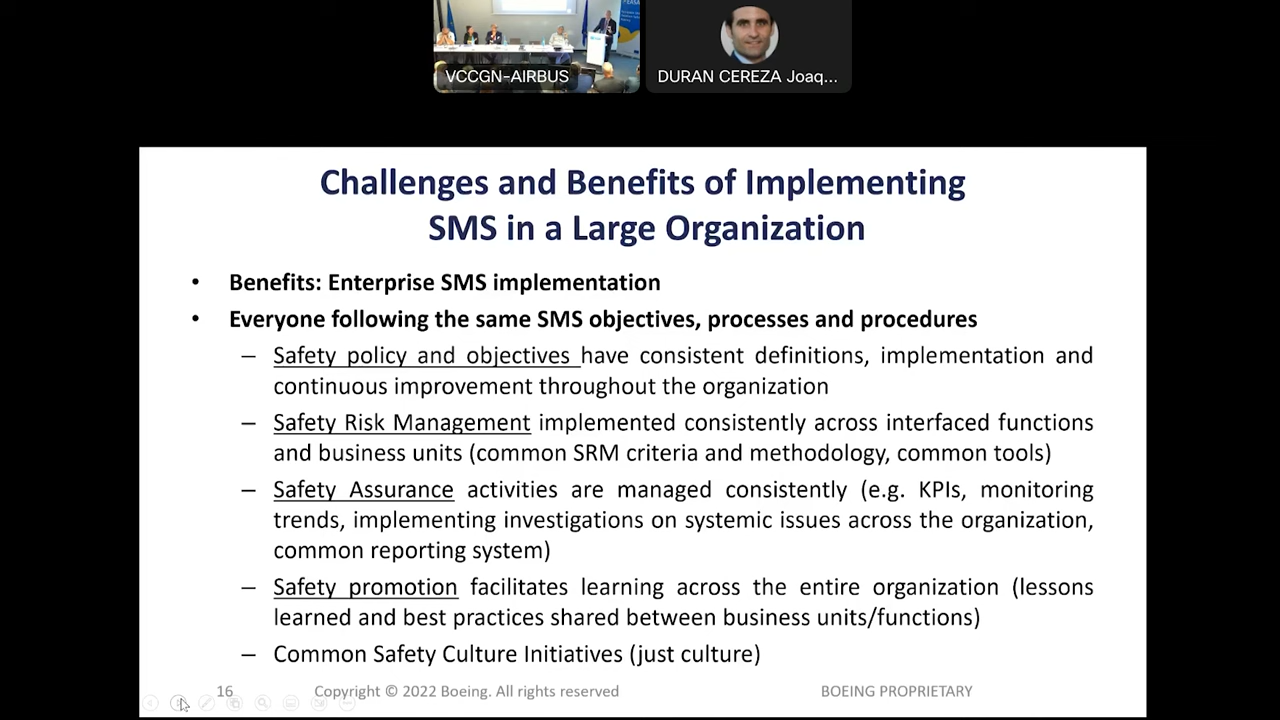 VCCGN-AIRBUS
DURAN CEREZA Joaq...
Challenges and Benefits of Implementing
SMS in a Large Organization
• Benefits: Enterprise SMS implementation
• Everyone following the same SMS objectives, processes and procedures
– Safety policy and objectives have consistent definitions, implementation and
continuous improvement throughout the organization
– Safety Risk Management implemented consistently across interfaced functions
and business units (common SRM criteria and methodology, common tools)
– Safety Assurance activities are managed consistently (e.g. KPIs, monitoring
trends, implementing investigations on systemic issues across the organization,
common reporting system)
– Safety promotion facilitates learning across the entire organization (lessons
learned and best practices shared between business units/functions)
– Common Safety Culture Initiatives (just culture)
16 Copyright © 2022 Boeing. All rights reserved BOEING PROPRIETARY